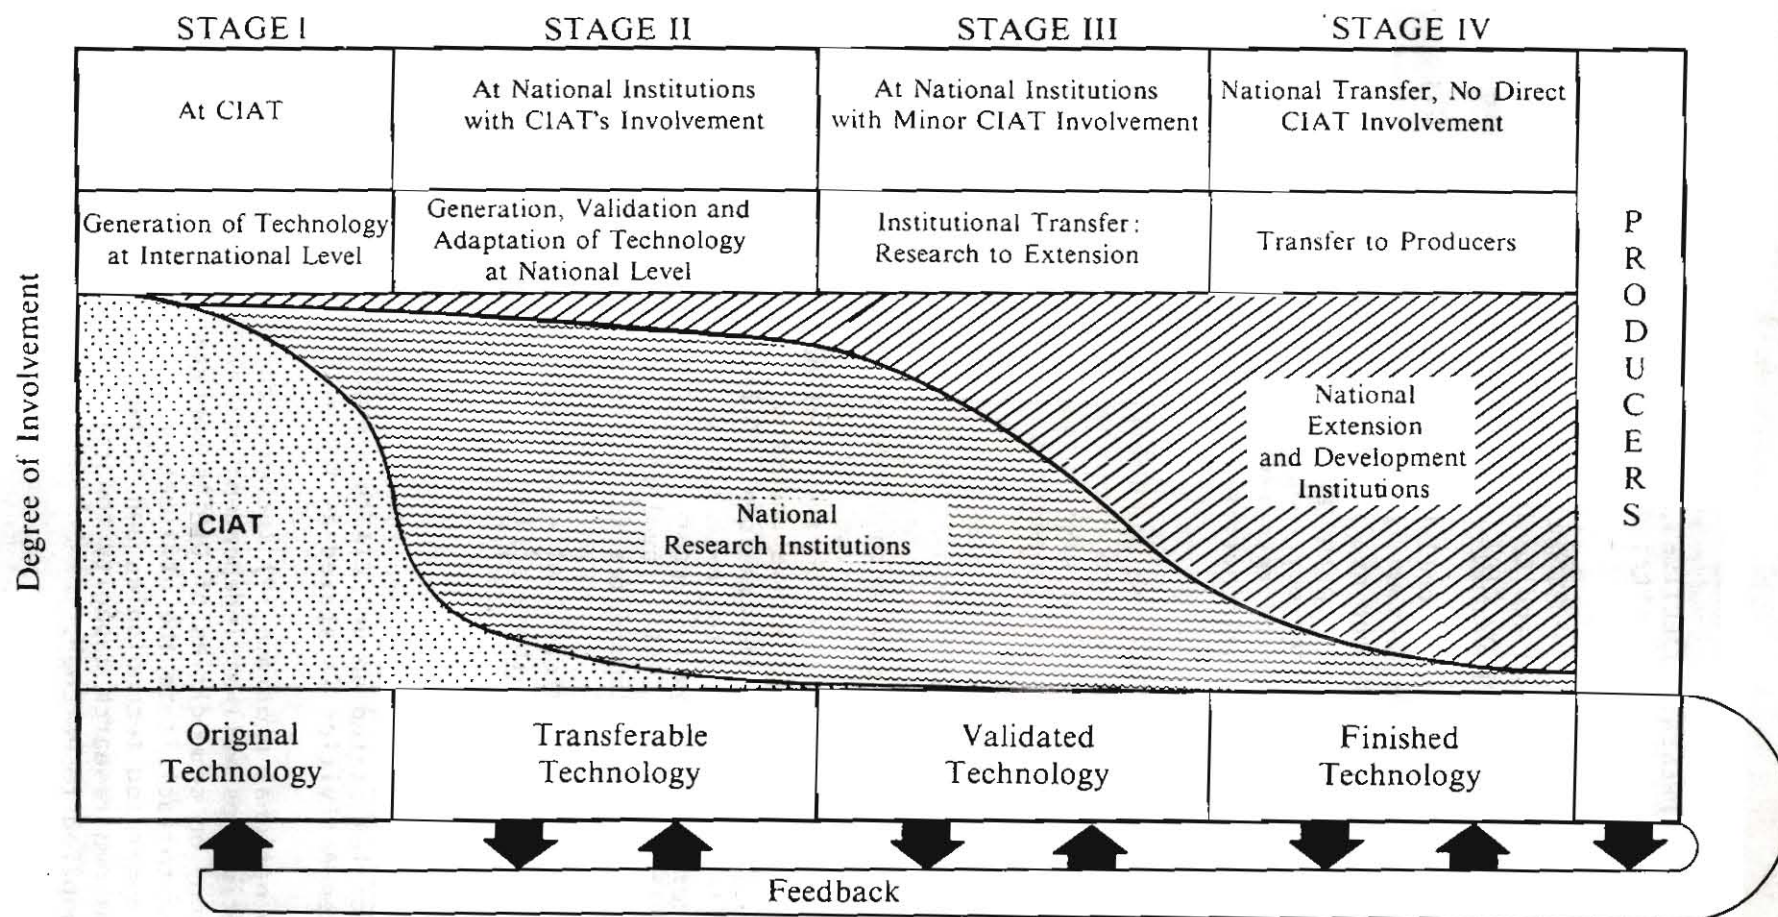 STAGE I
STAGE II
STAGE III
STAGE IV
At CIAT
At National Institutions
with CIAT's Involvement
At National Institutions
with Minor CIAT Involvement
National Transfer, No Direct
CIAT Involvement
Generation of Technology
at International Level
Generation, Validation and
Adaptation of Technology
at National Level
Institutional Transfer:
Research to Extension
Transfer to Producers
PRODUCERS
Degree of Involvement
CIAT
National
Research Institutions
National
Extension
and Development
Institutions
Original
Technology
Transferable
Technology
Validated
Technology
Finished
Technology
Feedback